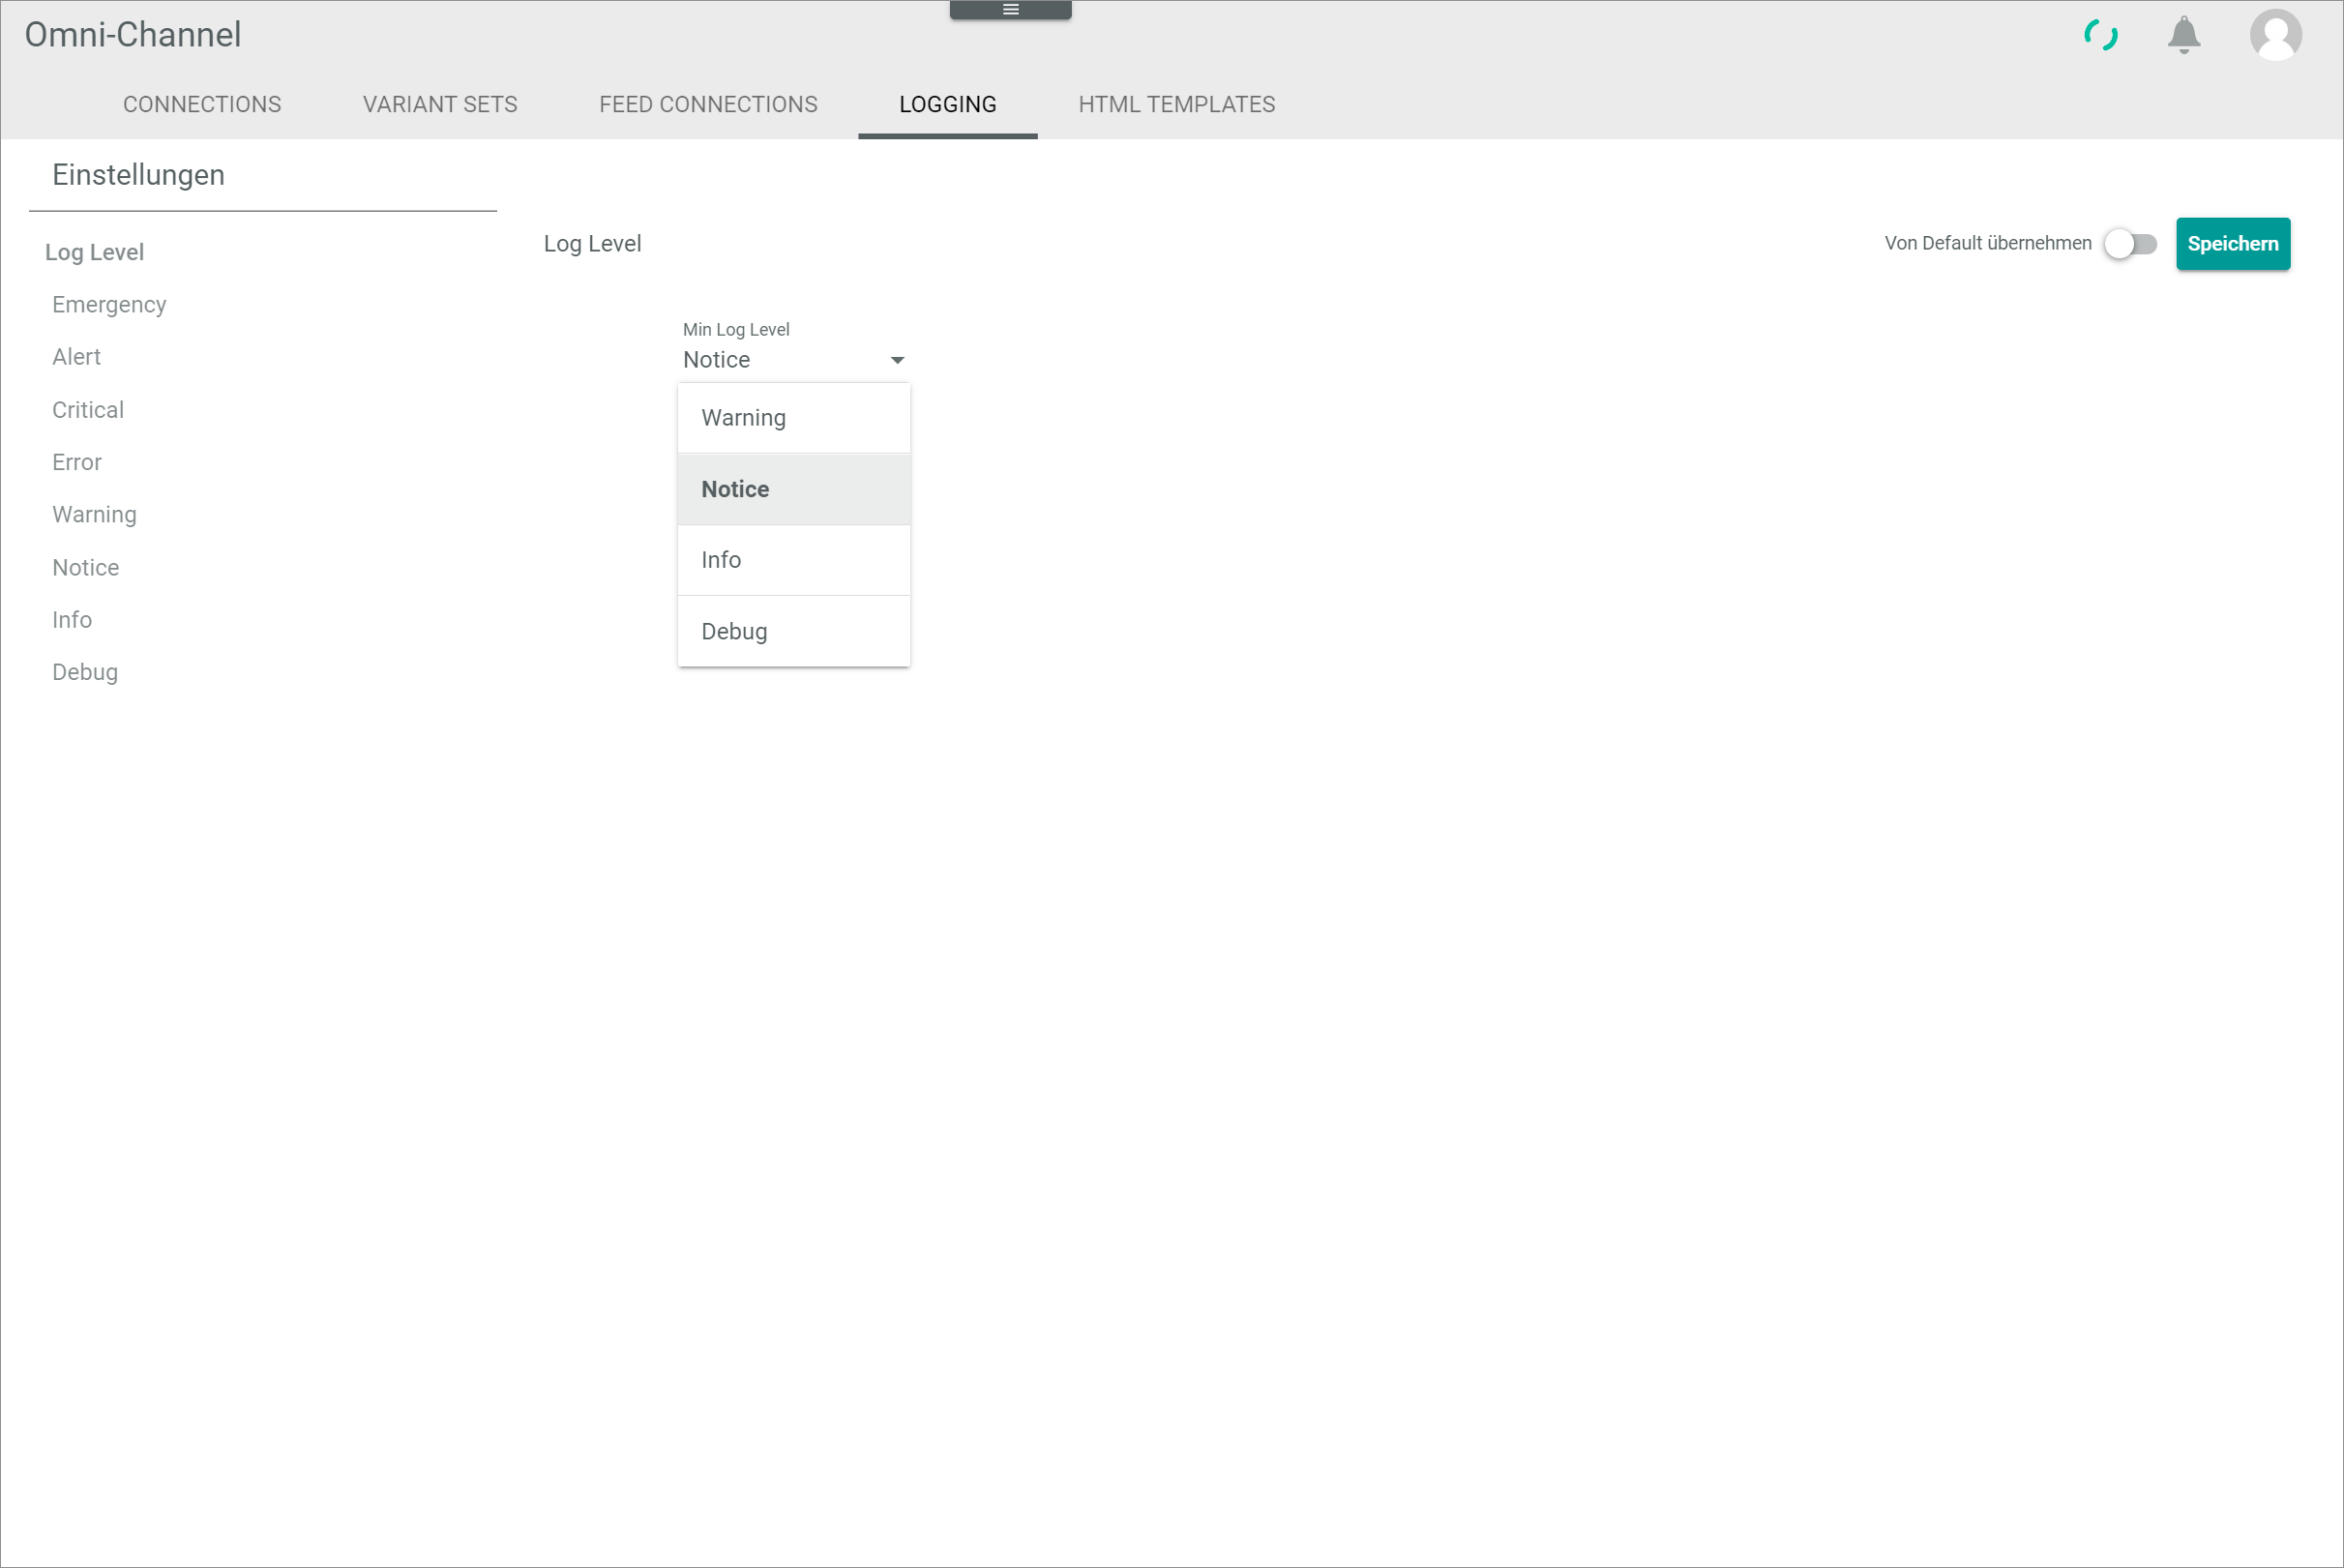 Omni-Channel
CONNECTIONS
VARIANT SETS
FEED CONNECTIONS
LOGGING
HTML TEMPLATES
Einstellungen
Log Level
Emergency
Alert
Critical
Error
Warning
Notice
Info
Debug
Log Level
Von Default übernehmen
Speichern
Min Log Level
Notice
Warning
Notice
Info
Debug